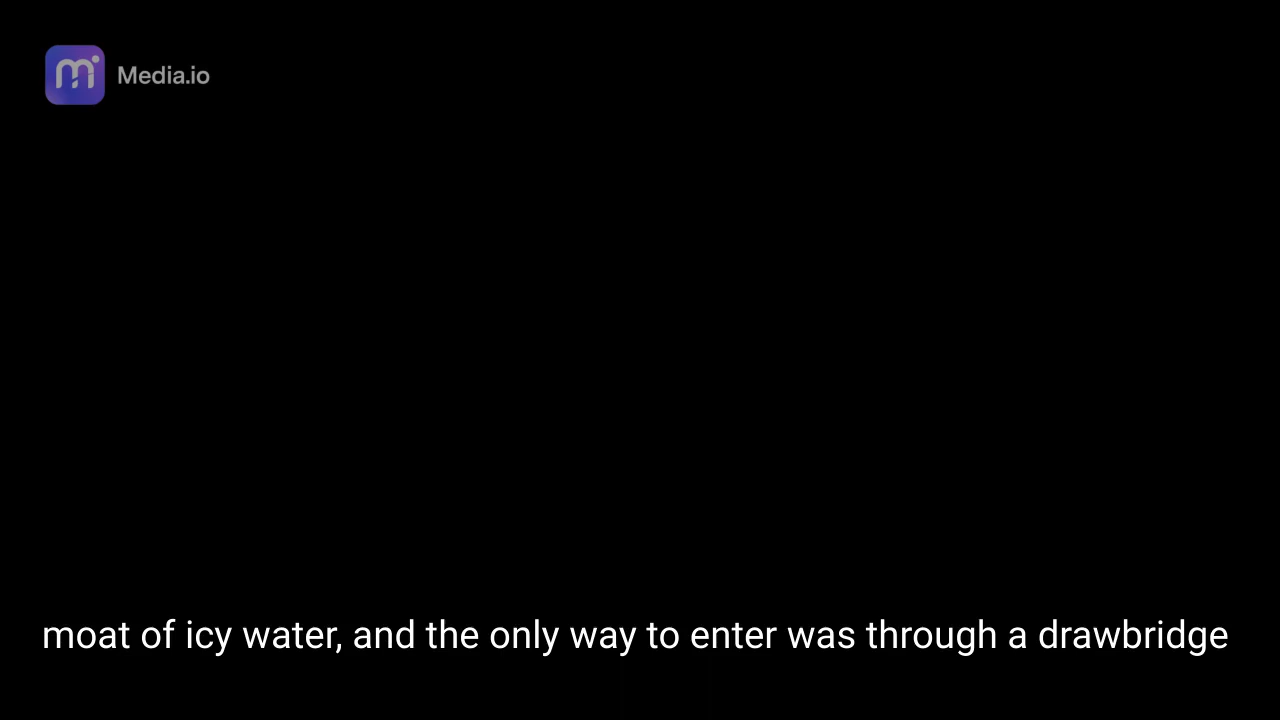 Media.io
moat of icy water, and the only way to enter was through a drawbridge